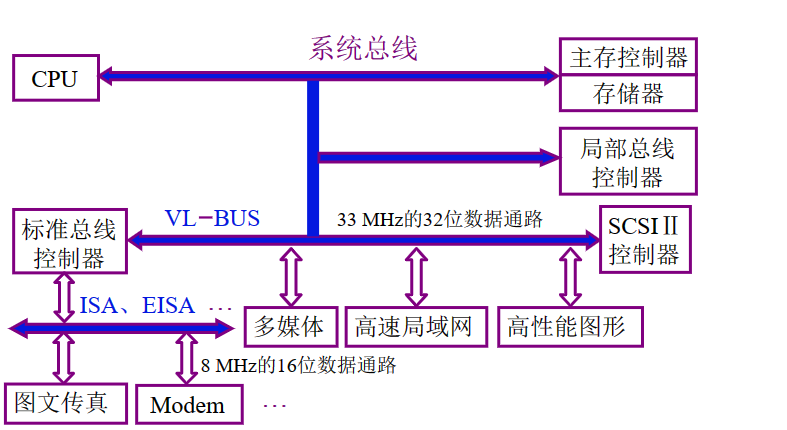 系统总线
CPU
主存控制器
存储器
局部总线
控制器
标准总线
控制器
VL-BUS
33 MHz的32位数据通路
SCSIⅡ
控制器
ISA、EISA …
多媒体
高速局域网
高性能图形
8 MHz的16位数据通路
图文传真
Modem
…